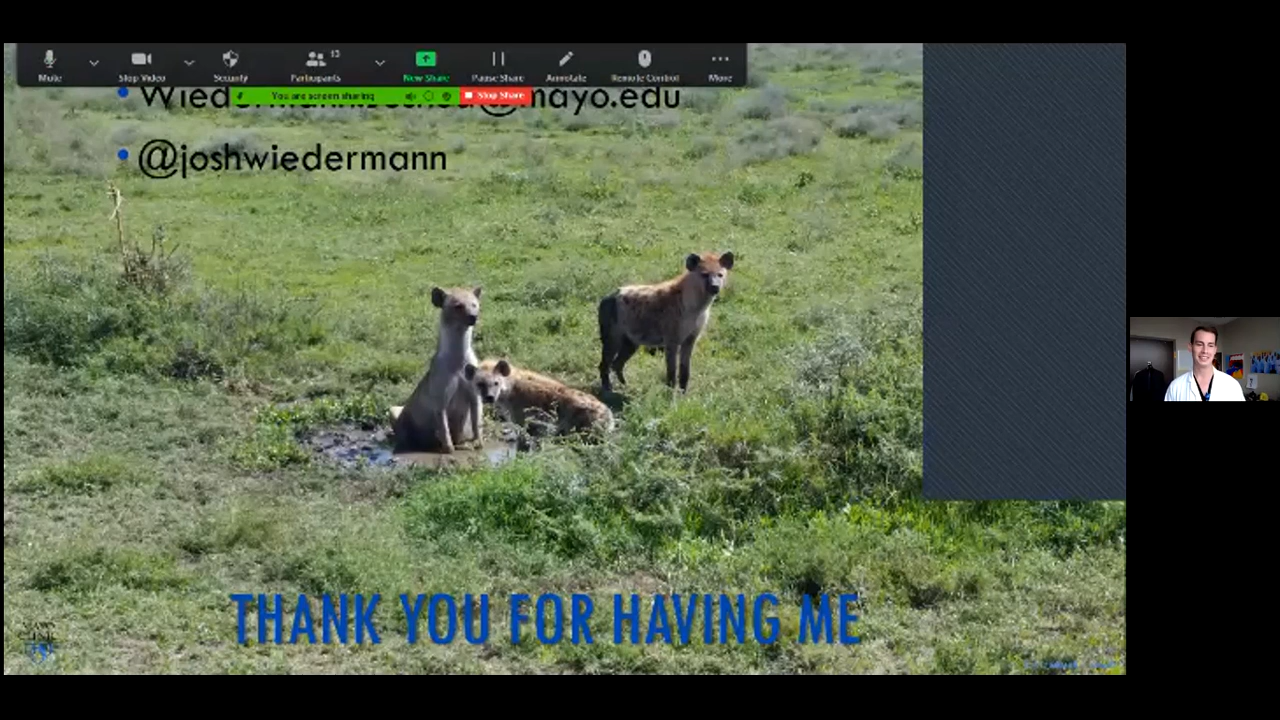 Mute Stop Video Security Participants 13 New Share Pause Share Annotate Remote Control More
You are screen sharing Stop Share
mayo.edu
@joshwiedermann
THANK YOU FOR HAVING ME